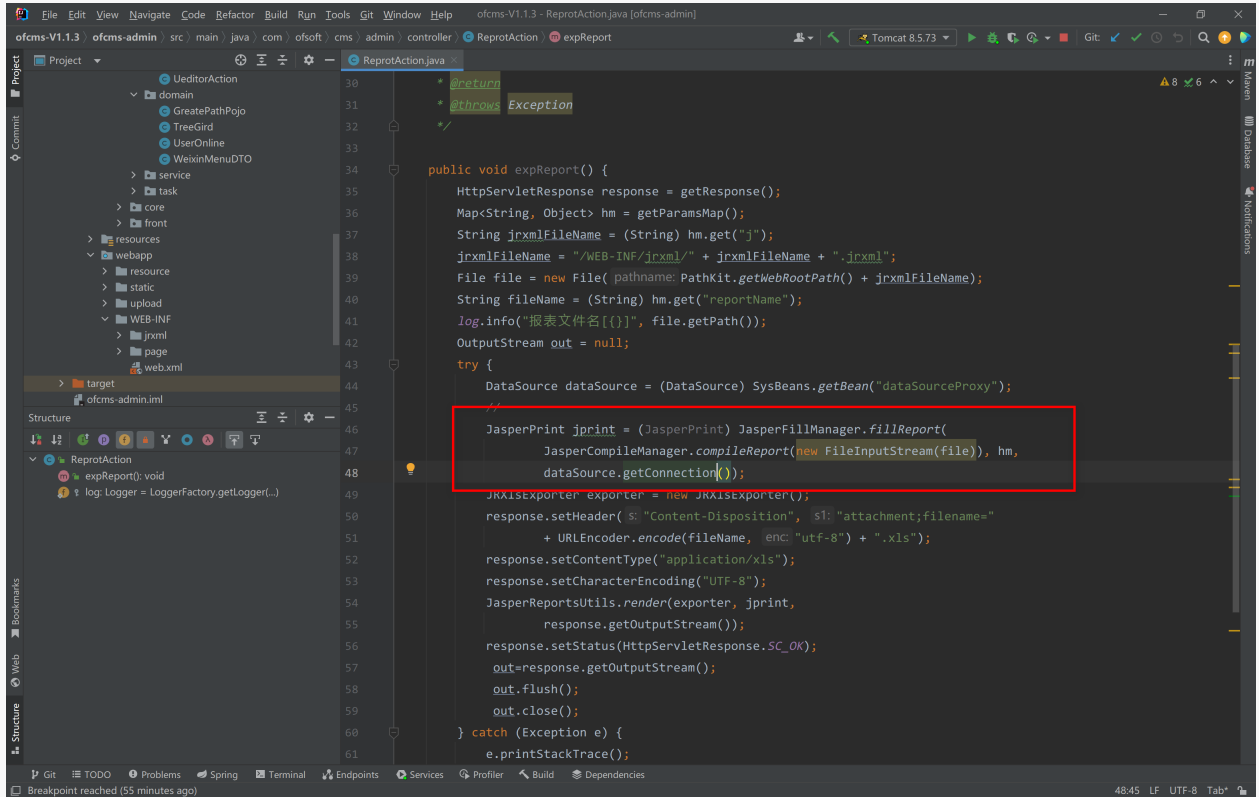 File Edit View Navigate Code Refactor Build Run Tools Git Window Help ofcms-V1.1.3 - ReprotAction.java [ofcms-admin]
ofcms-V1.1.3 ofcms-admin src main java com ofsoft cms admin controller ReprotAction expReport Tomcat 8.5.73 Git:
Project
ReprotAction.java
Project
Commit
Bookmarks
Web
Structure
Maven
Database
Notifications
8 6
UeditorAction
domain
GreatePathPojo
TreeGird
UserOnline
WeixinMenuDTO
service
task
core
front
resources
webapp
resource
static
upload
WEB-INF
jrxml
page
web.xml
target
ofcms-admin.iml
Structure
ReprotAction
expReport(): void
log: Logger = LoggerFactory.getLogger(...)
30 * @return
31 * @throws Exception
32 */
33
34 public void expReport() {
35 HttpServletResponse response = getResponse();
36 Map<String, Object> hm = getParamsMap();
37 String jrxmlFileName = (String) hm.get("j");
38 jrxmlFileName = "/WEB-INF/jrxml/" + jrxmlFileName + ".jrxml";
39 File file = new File( pathname: PathKit.getWebRootPath() + jrxmlFileName);
40 String fileName = (String) hm.get("reportName");
41 log.info("报表文件名[{}]", file.getPath());
42 OutputStream out = null;
43 try {
44 DataSource dataSource = (DataSource) SysBeans.getBean("dataSourceProxy");
45 //
46 JasperPrint jprint = (JasperPrint) JasperFillManager.fillReport(
47 JasperCompileManager.compileReport(new FileInputStream(file)), hm,
48 dataSource.getConnection());
49 JRXlsExporter exporter = new JRXlsExporter();
50 response.setHeader( s: "Content-Disposition", s1: "attachment;filename="
51 + URLEncoder.encode(fileName, enc: "utf-8") + ".xls");
52 response.setContentType("application/xls");
53 response.setCharacterEncoding("UTF-8");
54 JasperReportsUtils.render(exporter, jprint,
55 response.getOutputStream());
56 response.setStatus(HttpServletResponse.SC_OK);
57 out=response.getOutputStream();
58 out.flush();
59 out.close();
60 } catch (Exception e) {
61 e.printStackTrace();
Git TODO Problems Spring Terminal Endpoints Services Profiler Build Dependencies
Breakpoint reached (55 minutes ago) 48:45 LF UTF-8 Tab*